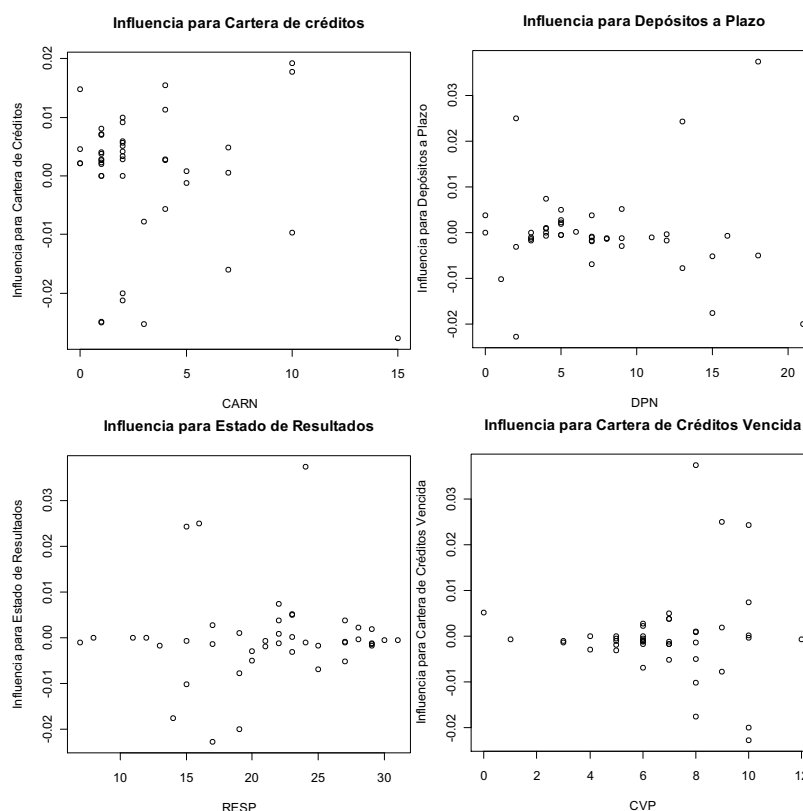 Influencia para Cartera de créditos
Influencia para Cartera de Créditos
0.02
0.01
0.00
-0.01
-0.02
0 5 10 15
CARN
Influencia para Depósitos a Plazo
Influencia para Depósitos a Plazo
0.03
0.02
0.01
0.00
-0.01
-0.02
0 5 10 15 20
DPN
Influencia para Estado de Resultados
Influencia para Estado de Resultados
0.03
0.02
0.01
0.00
-0.01
-0.02
10 15 20 25 30
RESP
Influencia para Cartera de Créditos Vencida
Influencia para Cartera de Créditos Vencida
0.03
0.02
0.01
0.00
-0.01
-0.02
0 2 4 6 8 10 12
CVP